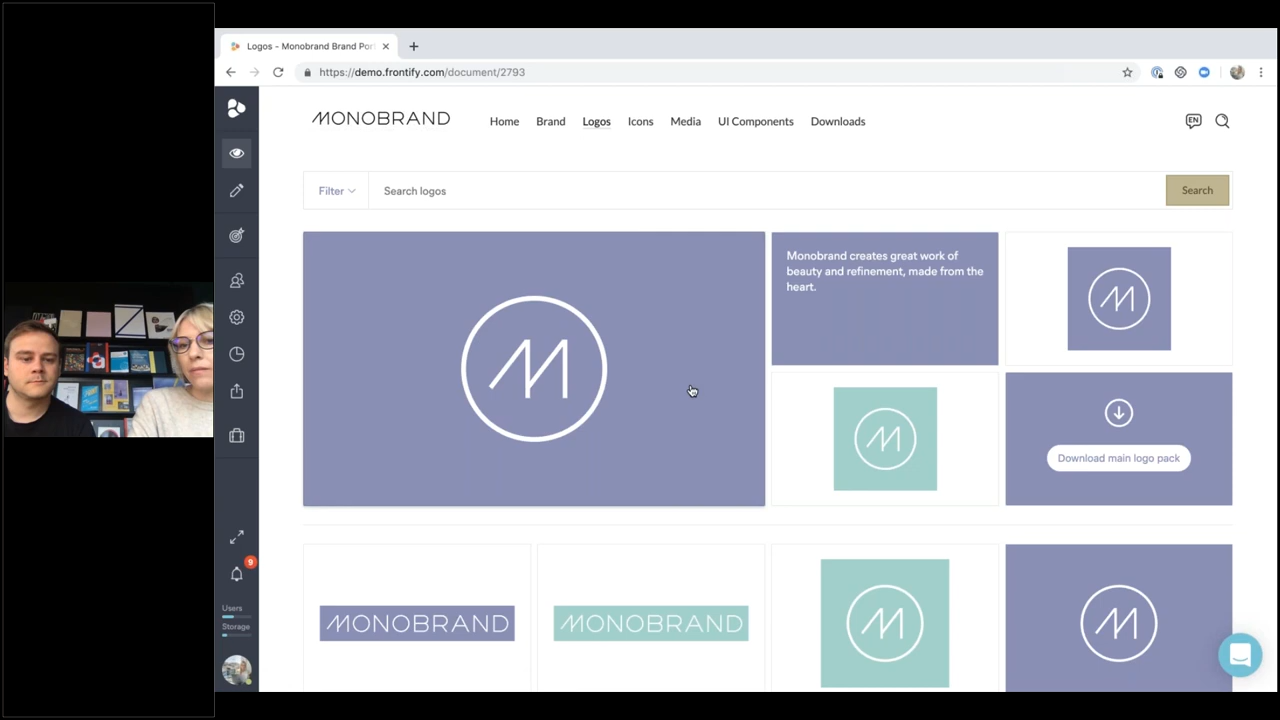 Logos - Monobrand Brand Por
https://demo.frontify.com/document/2793
MONOBRAND
Home Brand Logos Icons Media UI Components Downloads
EN
Filter Search logos Search
M
Monobrand creates great work of
beauty and refinement, made from the
heart.
M
M
Download main logo pack
9
Users
Storage
MONOBRAND
MONOBRAND
M
M